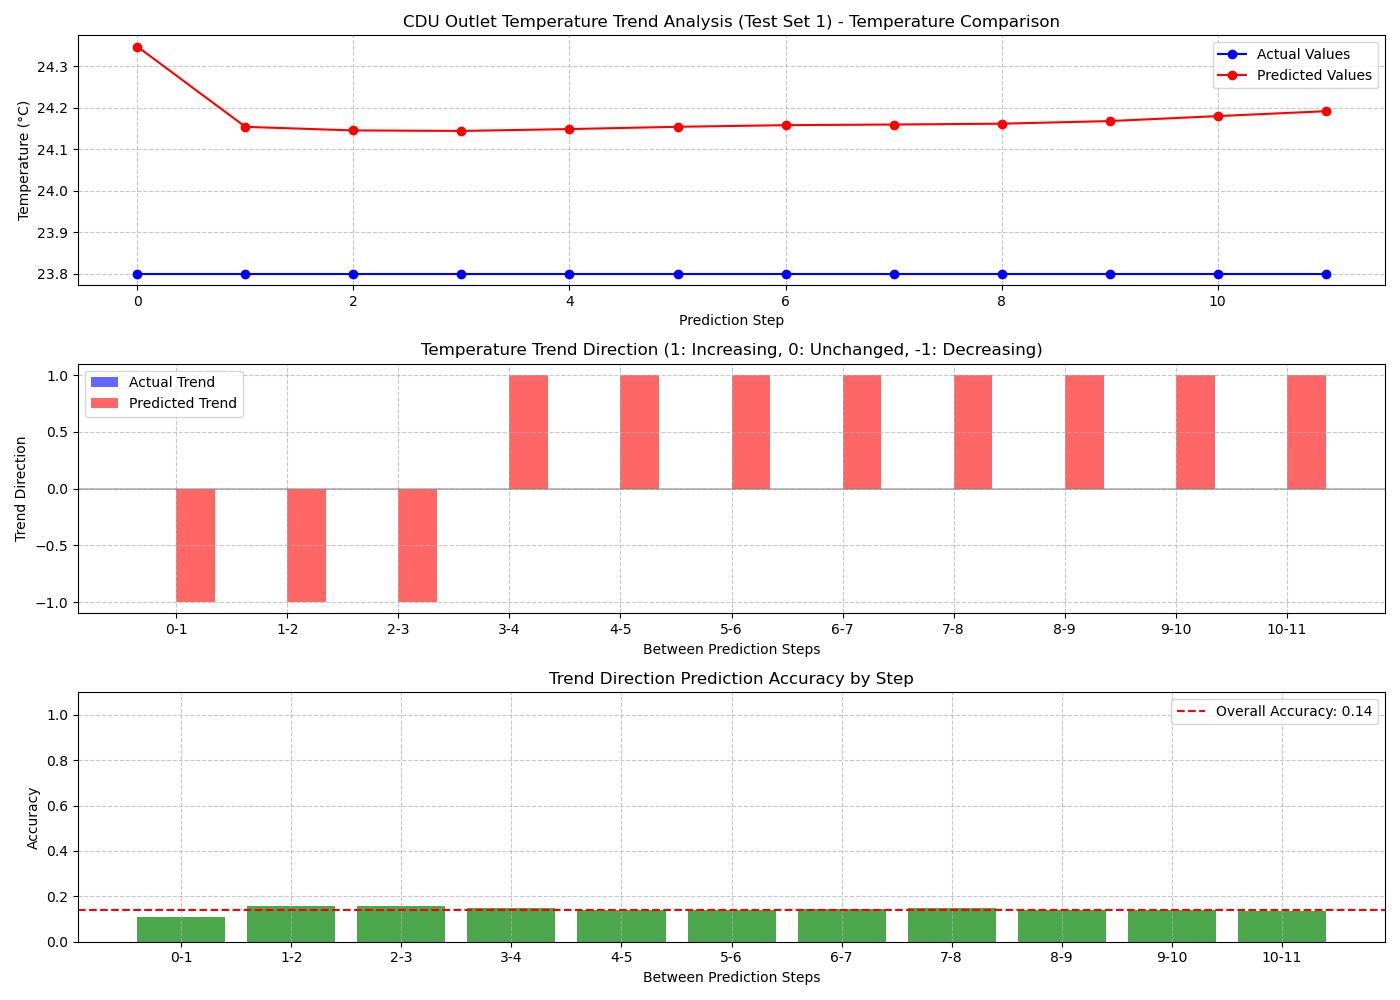 CDU Outlet Temperature Trend Analysis (Test Set 1) - Temperature Comparison
Temperature (°C)
24.3
24.2
24.1
24.0
23.9
23.8
Actual Values
Predicted Values
0 2 4 6 8 10
Prediction Step
Temperature Trend Direction (1: Increasing, 0: Unchanged, -1: Decreasing)
Trend Direction
1.0
0.5
0.0
−0.5
−1.0
Actual Trend
Predicted Trend
0-1 1-2 2-3 3-4 4-5 5-6 6-7 7-8 8-9 9-10 10-11
Between Prediction Steps
Trend Direction Prediction Accuracy by Step
Accuracy
1.0
0.8
0.6
0.4
0.2
0.0
Overall Accuracy: 0.14
0-1 1-2 2-3 3-4 4-5 5-6 6-7 7-8 8-9 9-10 10-11
Between Prediction Steps